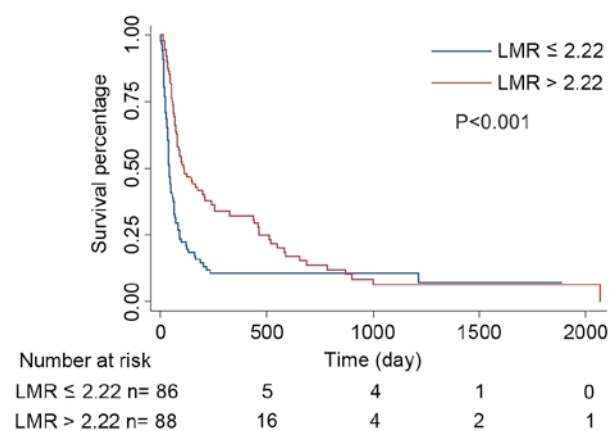 1.00
0.75
0.50
0.25
0.00
Survival percentage
LMR ≤ 2.22
LMR > 2.22
P<0.001
0 500 1000 1500 2000
Number at risk Time (day)
LMR ≤ 2.22 n= 86 5 4 1 0
LMR > 2.22 n= 88 16 4 2 1